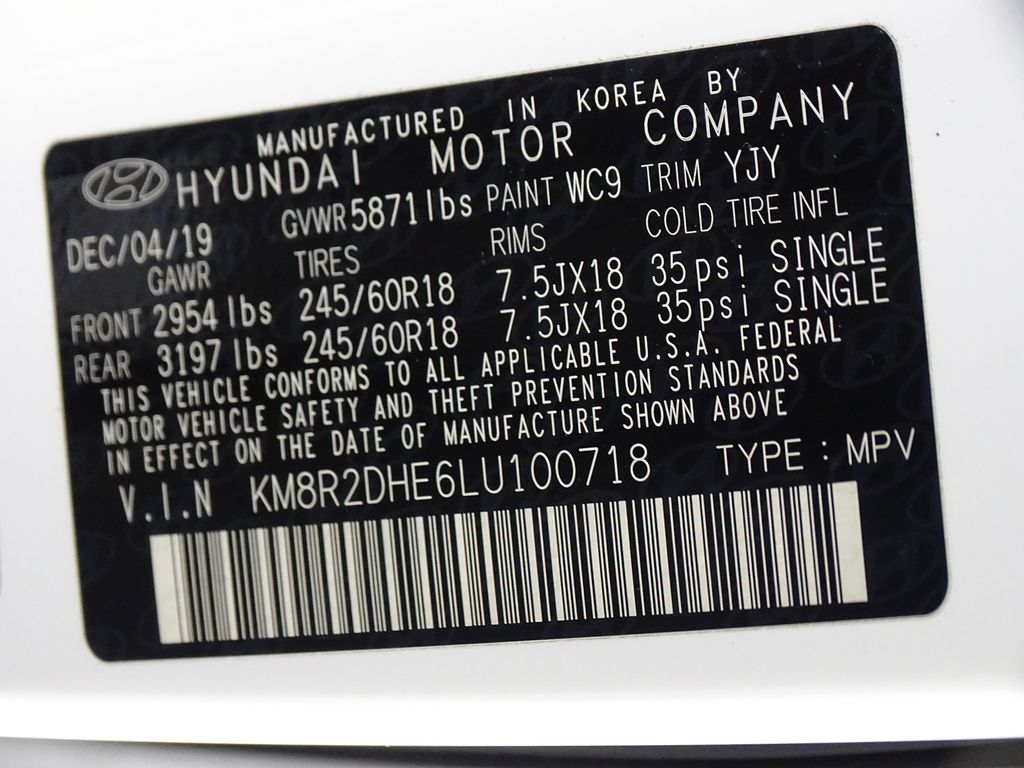 MANUFACTURED IN KOREA BY
HYUNDAI MOTOR COMPANY
DEC/04/19 GVWR 5871lbs PAINT WC9 TRIM YJY
GAWR TIRES RIMS COLD TIRE INFL
FRONT 2954 lbs 245/60R18 7.5JX18 35psi SINGLE
REAR 3197 lbs 245/60R18 7.5JX18 35psi SINGLE
THIS VEHICLE CONFORMS TO ALL APPLICABLE U.S.A. FEDERAL
MOTOR VEHICLE SAFETY AND THEFT PREVENTION STANDARDS
IN EFFECT ON THE DATE OF MANUFACTURE SHOWN ABOVE
V.I.N KM8R2DHE6LU100718 TYPE : MPV